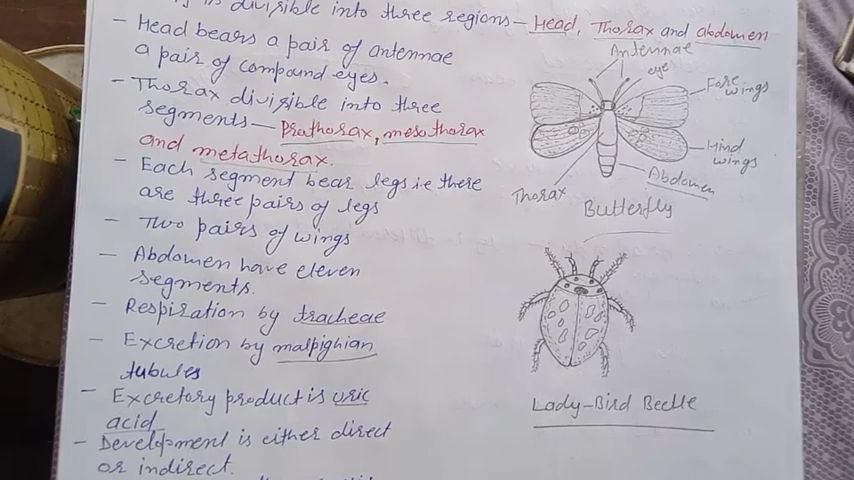 is divisible into three regions - Head, Thorax and abdomen
- Head bears a pair of antennae
a pair of compound eyes.
- Thorax divisible into three
segments - Prothorax, mesothorax
and metathorax.
- Each segment bear legs i.e there
are three pairs of legs
- Two pairs of wings
- Abdomen have eleven
segments.
- Respiration by tracheae
- Excretion by malpighian
tubules
- Excretory product is uric
acid
- Development is either direct
or indirect.
Antennae
eye
Fore
wings
Hind
wings
Abdomen
Thorax
Butterfly
Lady-Bird Beetle